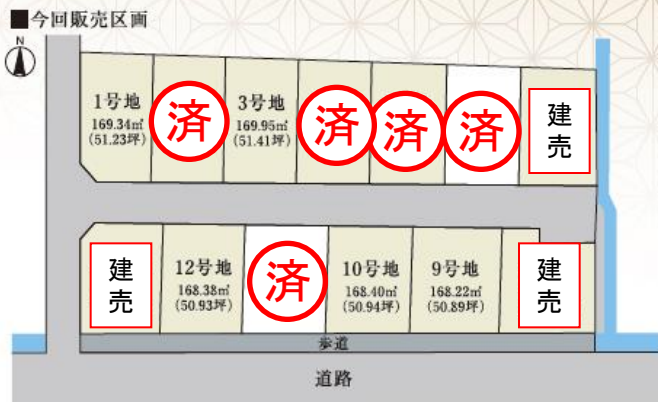 ■今回販売区画
N
1号地
169.34㎡
(51.23坪)
済
3号地
169.95㎡
(51.41坪)
済
済
済
建
売
建
売
12号地
168.38㎡
(50.93坪)
済
10号地
168.40㎡
(50.94坪)
9号地
168.22㎡
(50.89坪)
建
売
歩道
道路